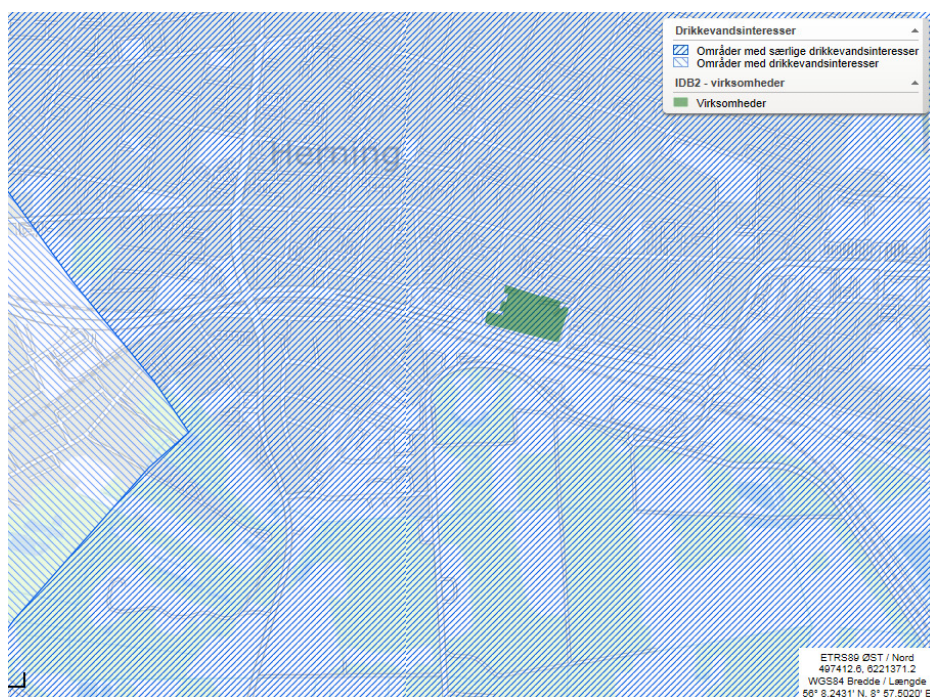 Drikkevandsinteresser
Områder med særlige drikkevandsinteresser
Områder med drikkevandsinteresser
IDB2 - virksomheder
Virksomheder
Herning
ETRS89 ØST / Nord
497412.6, 6221371.2
WGS84 Bredde / Længde
56° 8.2431' N, 8° 57.5020' E